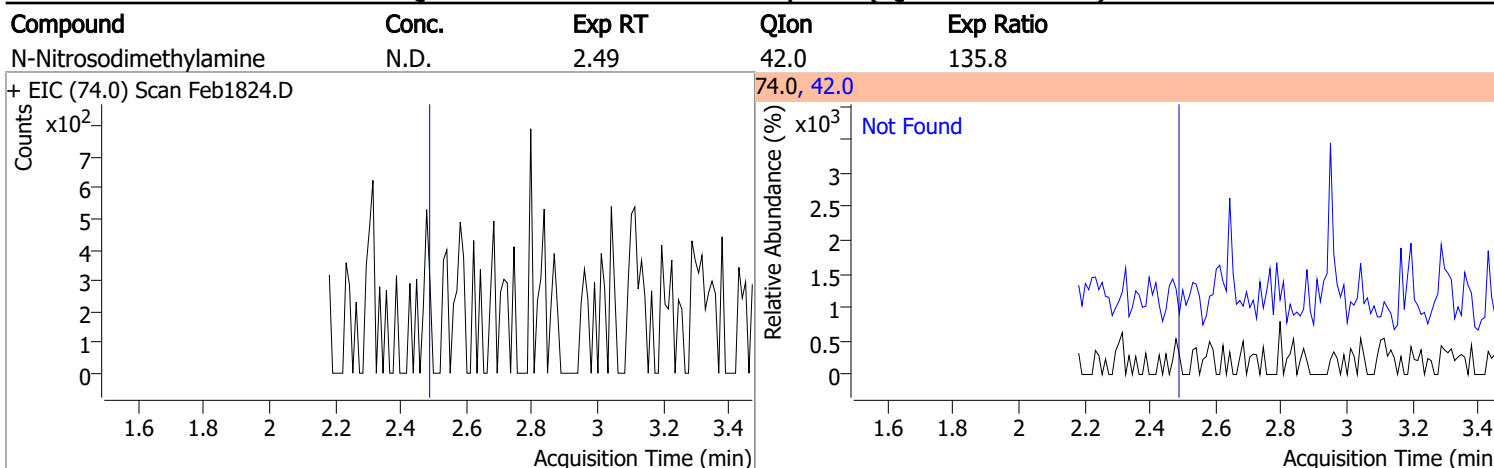 Compound Conc. Exp RT QIon Exp Ratio
N-Nitrosodimethylamine N.D. 2.49 42.0 135.8
+ EIC (74.0) Scan Feb1824.D
Counts
x10²
7
6
5
4
3
2
1
0
1.6 1.8 2 2.2 2.4 2.6 2.8 3 3.2 3.4
Acquisition Time (min)
74.0, 42.0
Relative Abundance (%)
x10³
Not Found
3
2.5
2
1.5
1
0.5
0
1.6 1.8 2 2.2 2.4 2.6 2.8 3 3.2 3.4
Acquisition Time (min